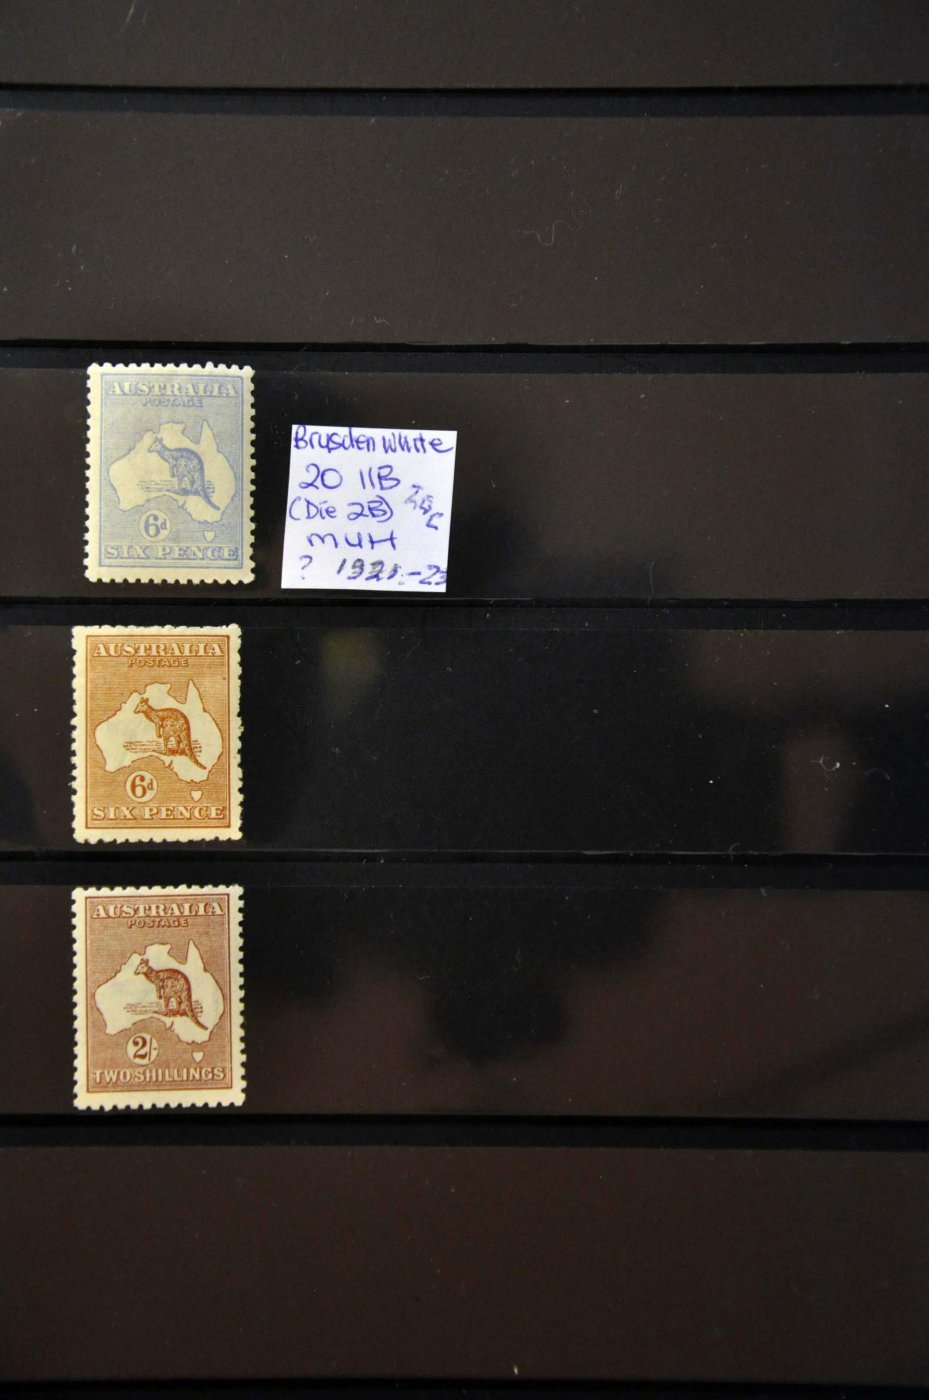 AUSTRALIA
POSTAGE
6d
SIX PENCE
Brusden White
20 11B
(Die 2B)
MUH
? 1921-23
AUSTRALIA
POSTAGE
6d
SIX PENCE
AUSTRALIA
POSTAGE
2/-
TWO SHILLINGS